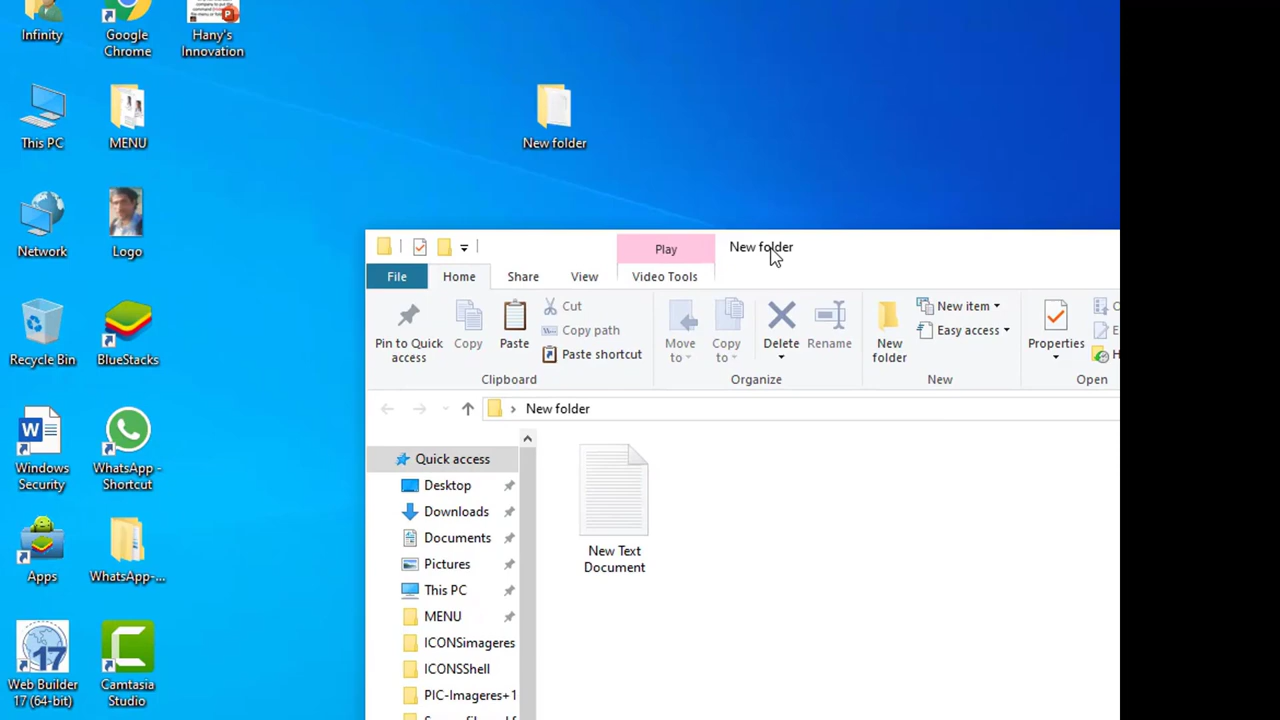 Infinity
Google
Chrome
Hany's
Innovation
This PC
MENU
New folder
Network
Logo
Recycle Bin
BlueStacks
Windows
Security
WhatsApp -
Shortcut
Apps
WhatsApp-...
Web Builder
17 (64-bit)
Camtasia
Studio
Play
New folder
File
Home
Share
View
Video Tools
Pin to Quick
access
Copy
Paste
Cut
Copy path
Paste shortcut
Clipboard
Move
to
Copy
to
Delete
Rename
Organize
New
folder
New item
Easy access
New
Properties
Open
New folder
Quick access
Desktop
Downloads
Documents
Pictures
This PC
MENU
ICONSimageres
ICONSShell
PIC-Imageres+1
New Text
Document